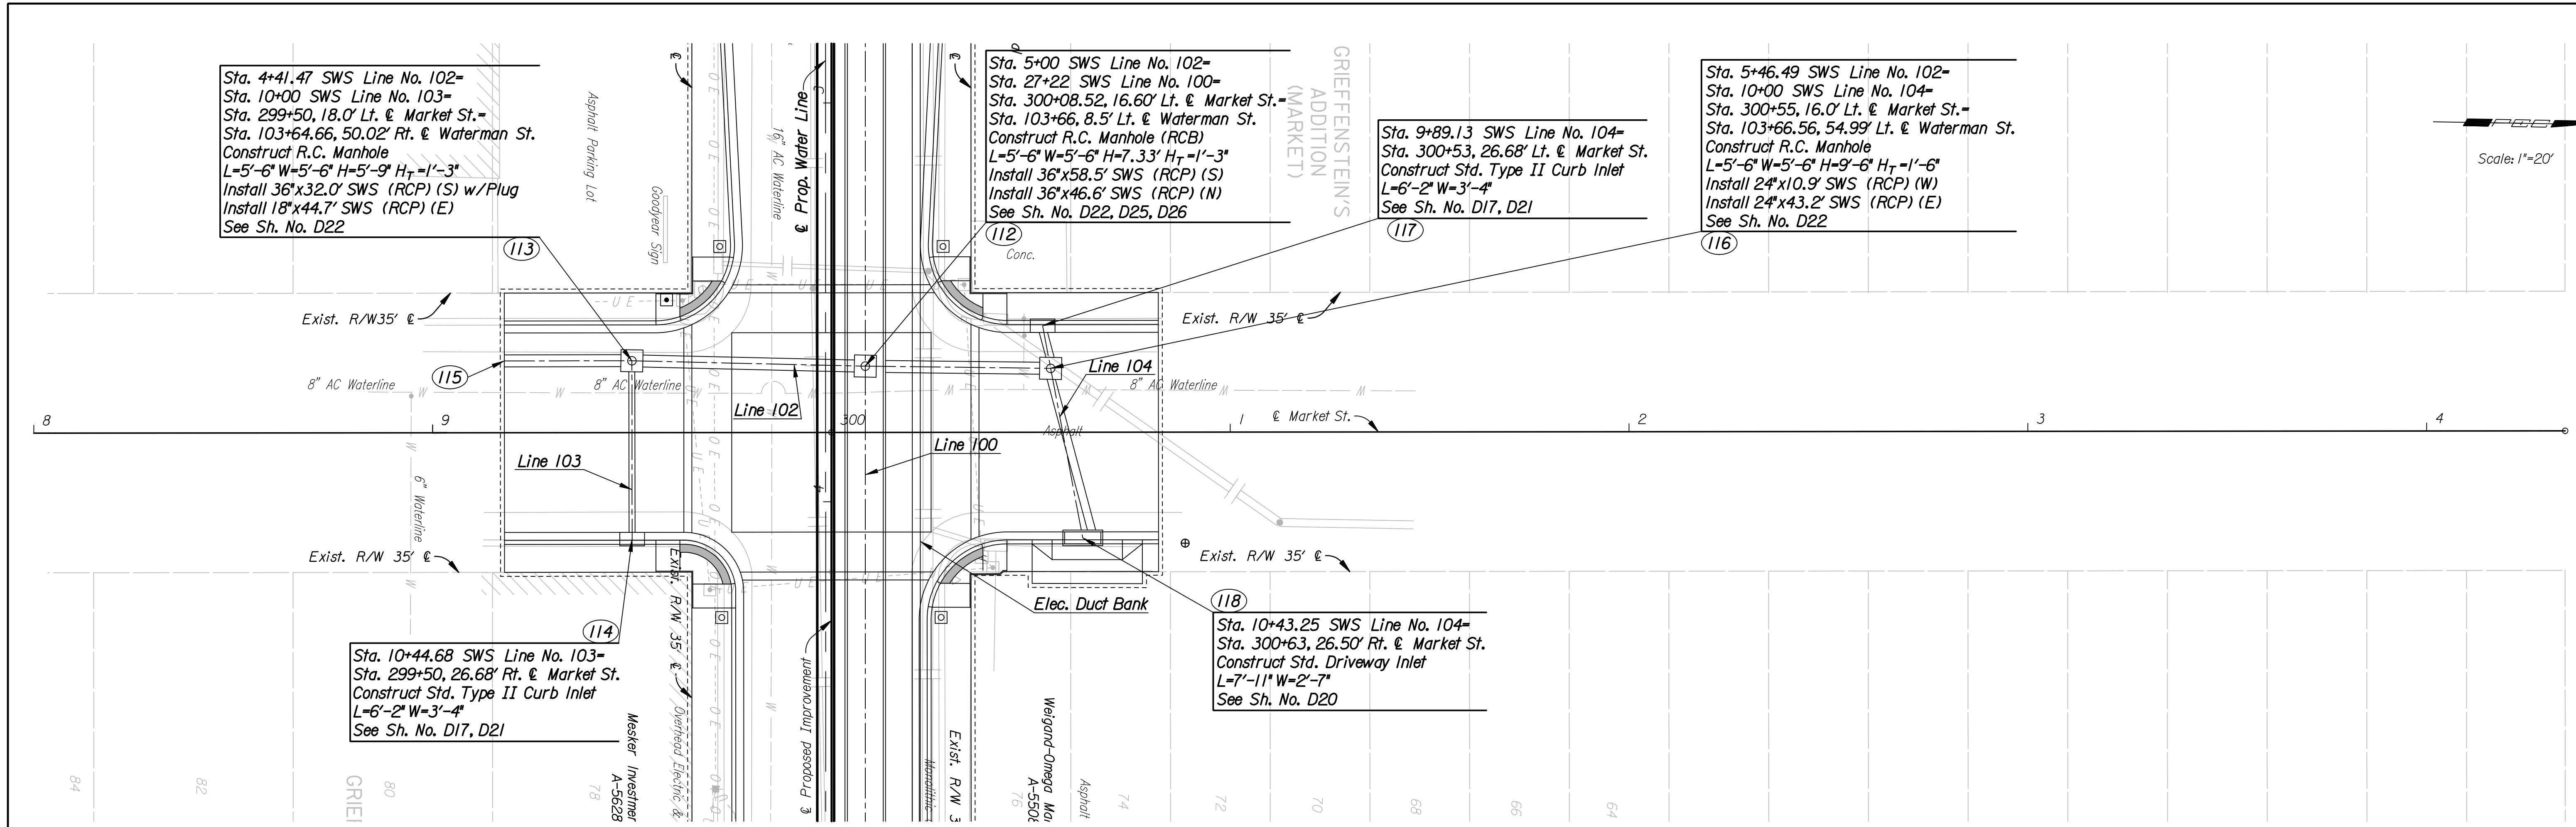 Sta. 4+41.47 SWS Line No. 102=
Sta. 10+00 SWS Line No. 103=
Sta. 299+50, 18.0' Lt. ℄ Market St.=
Sta. 103+64.66, 50.02' Rt. ℄ Waterman St.
Construct R.C. Manhole
L=5'-6" W=5'-6" H=5'-9" HT=1'-3"
Install 36"x32.0' SWS (RCP) (S) w/Plug
Install 18"x44.7' SWS (RCP) (E)
See Sh. No. D22
113
Asphalt Parking Lot
Goodyear Sign
℄
O E
16" AC Waterline
℄ Prop. Water Line
3
℄
Sta. 5+00 SWS Line No. 102=
Sta. 27+22 SWS Line No. 100=
Sta. 300+08.52, 16.60' Lt. ℄ Market St.=
Sta. 103+66, 8.5' Lt. ℄ Waterman St.
Construct R.C. Manhole (RCB)
L=5'-6" W=5'-6" H=7.33' HT=1'-3"
Install 36"x58.5' SWS (RCP) (S)
Install 36"x46.6' SWS (RCP) (N)
See Sh. No. D22, D25, D26
112
Conc.
GRIEFFENSTEIN'S
ADDITION
(MARKET)
Sta. 9+89.13 SWS Line No. 104=
Sta. 300+53, 26.68' Lt. ℄ Market St.
Construct Std. Type II Curb Inlet
L=6'-2" W=3'-4"
See Sh. No. D17, D21
117
Sta. 5+46.49 SWS Line No. 102=
Sta. 10+00 SWS Line No. 104=
Sta. 300+55, 16.0' Lt. ℄ Market St.=
Sta. 103+66.56, 54.99' Lt. ℄ Waterman St.
Construct R.C. Manhole
L=5'-6" W=5'-6" H=9'-6" HT=1'-6"
Install 24"x10.9' SWS (RCP) (W)
Install 24"x43.2' SWS (RCP) (E)
See Sh. No. D22
116
Scale: 1"=20'
Exist. R/W35' ℄
Exist. R/W 35' ℄
U E
115
8" AC Waterline
8" AC Waterline
8" AC Waterline
Line 102
Line 104
8
9
300
1
℄ Market St.
2
3
4
Asphalt
Line 100
Line 103
4
6" Waterline
Exist. R/W 35' ℄
Exist. R/W 35' ℄
Exist. R/W 35' ℄
U E
Elec. Duct Bank
114
Sta. 10+44.68 SWS Line No. 103=
Sta. 299+50, 26.68' Rt. ℄ Market St.
Construct Std. Type II Curb Inlet
L=6'-2" W=3'-4"
See Sh. No. D17, D21
118
Sta. 10+43.25 SWS Line No. 104=
Sta. 300+63, 26.50' Rt. ℄ Market St.
Construct Std. Driveway Inlet
L=7'-11" W=2'-7"
See Sh. No. D20
Mesker Investmen
A-5628
Overhead Electric &
℄ Proposed Improvement
Monolithic
Exist. R/W 3
Weigand-Omega Ma
A-5506
Asphalt
84
82
GRIEF
80
78
76
74
72
70
68
66
64